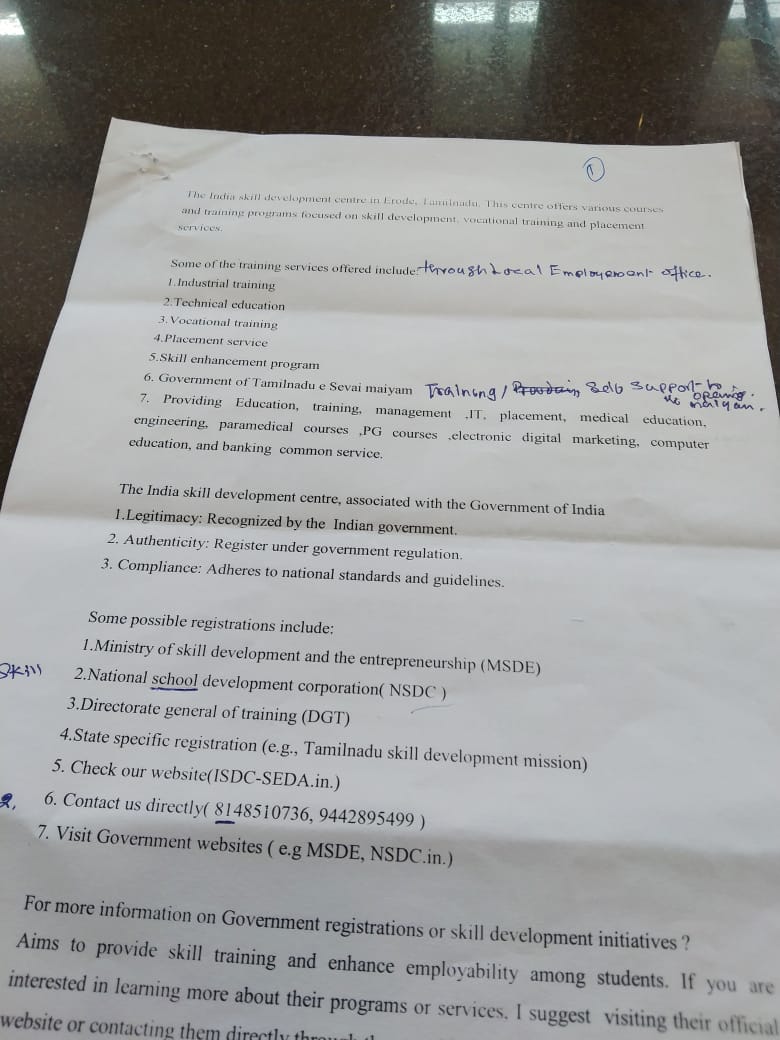 1
The India skill development centre in Erode, Tamilnadu. This centre offers various courses
and training programs focused on skill development, vocational training and placement
services.
Some of the training services offered include: through Local Employment office.
1.Industrial training
2.Technical education
3.Vocational training
4.Placement service
5.Skill enhancement program
6. Government of Tamilnadu e Sevai maiyam Training / support to
opening
maiyam.
7. Providing Education, training, management ,IT, placement, medical education,
engineering, paramedical courses ,PG courses ,electronic digital marketing, computer
education, and banking common service.
The India skill development centre, associated with the Government of India
1.Legitimacy: Recognized by the Indian government.
2. Authenticity: Register under government regulation.
3. Compliance: Adheres to national standards and guidelines.
Some possible registrations include:
1.Ministry of skill development and the entrepreneurship (MSDE)
Skill 2.National school development corporation( NSDC )
3.Directorate general of training (DGT)
4.State specific registration (e.g., Tamilnadu skill development mission)
5. Check our website(ISDC-SEDA.in.)
2, 6. Contact us directly( 8148510736, 9442895499 )
7. Visit Government websites ( e.g MSDE, NSDC.in.)
For more information on Government registrations or skill development initiatives ?
Aims to provide skill training and enhance employability among students. If you are
interested in learning more about their programs or services, I suggest visiting their official
website or contacting them directly